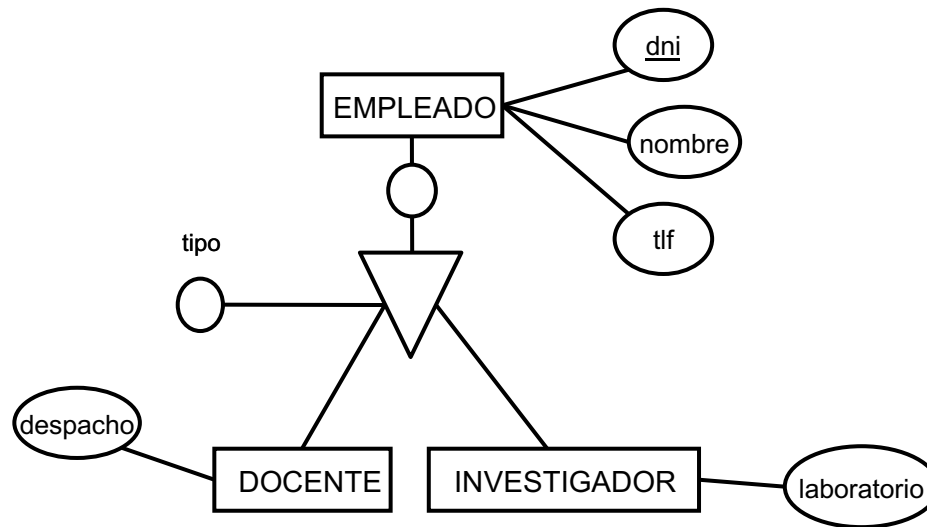 dni
EMPLEADO
nombre
tipo
tlf
despacho
DOCENTE
INVESTIGADOR
laboratorio